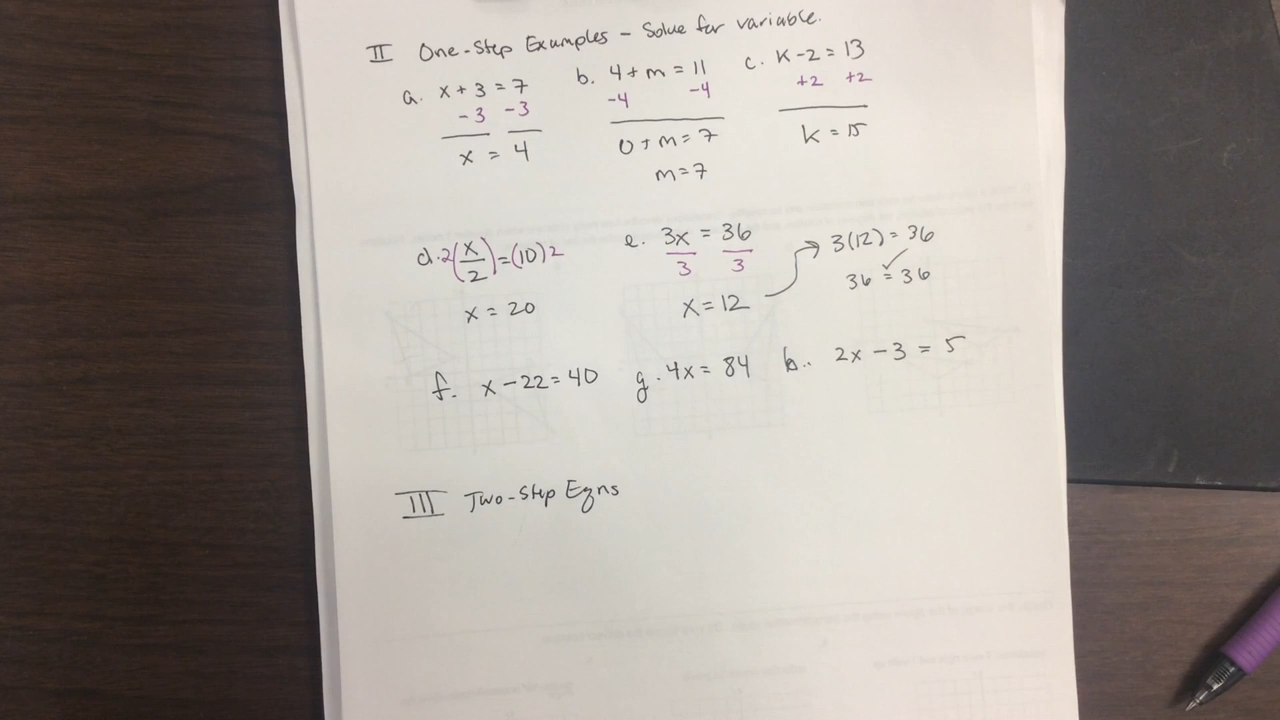 II One-Step Examples - Solve for variable.
a. x + 3 = 7 b. 4 + m = 11 c. K - 2 = 13
-3 -3 -4 -4 +2 +2
x = 4 0 + m = 7 k = 15
m = 7
d. 2(x/2) = (10)2 e. 3x = 36 3(12) = 36
3 3 36 = 36 ✓
x = 20 x = 12
f. x - 22 = 40 g. 4x = 84 h. 2x - 3 = 5
III Two-Step Eqns